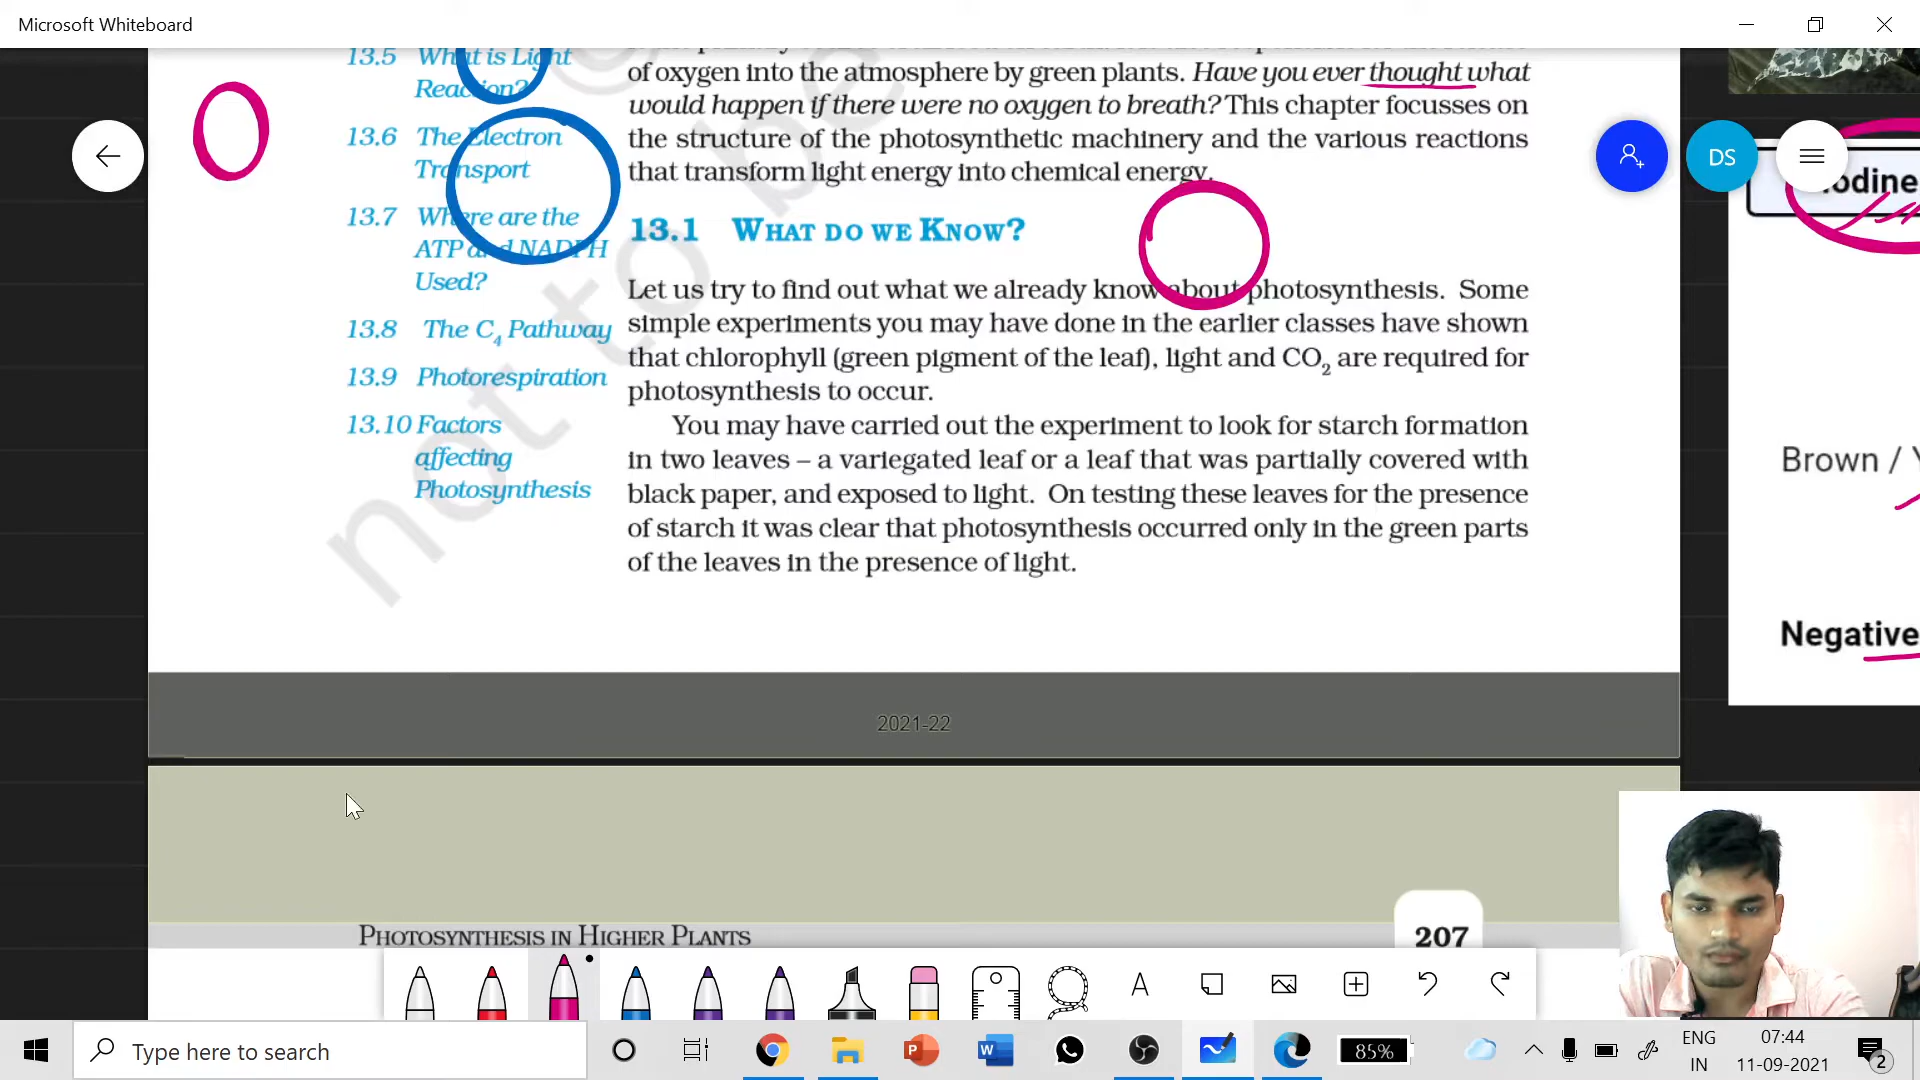 Microsoft Whiteboard
13.5 What is Light
Reaction?
13.6 The Electron
Transport
13.7 Where are the
ATP and NADPH
Used?
13.8 The C4 Pathway
13.9 Photorespiration
13.10 Factors
affecting
Photosynthesis
of oxygen into the atmosphere by green plants. Have you ever thought what
would happen if there were no oxygen to breath? This chapter focusses on
the structure of the photosynthetic machinery and the various reactions
that transform light energy into chemical energy.
13.1 WHAT DO WE KNOW?
Let us try to find out what we already know about photosynthesis. Some
simple experiments you may have done in the earlier classes have shown
that chlorophyll (green pigment of the leaf), light and CO2 are required for
photosynthesis to occur.
You may have carried out the experiment to look for starch formation
in two leaves – a variegated leaf or a leaf that was partially covered with
black paper, and exposed to light. On testing these leaves for the presence
of starch it was clear that photosynthesis occurred only in the green parts
of the leaves in the presence of light.
not to be
2021-22
PHOTOSYNTHESIS IN HIGHER PLANTS
207
DS
Iodine
Brown /
Negative
A
Type here to search
85%
ENG
IN
07:44
11-09-2021
2